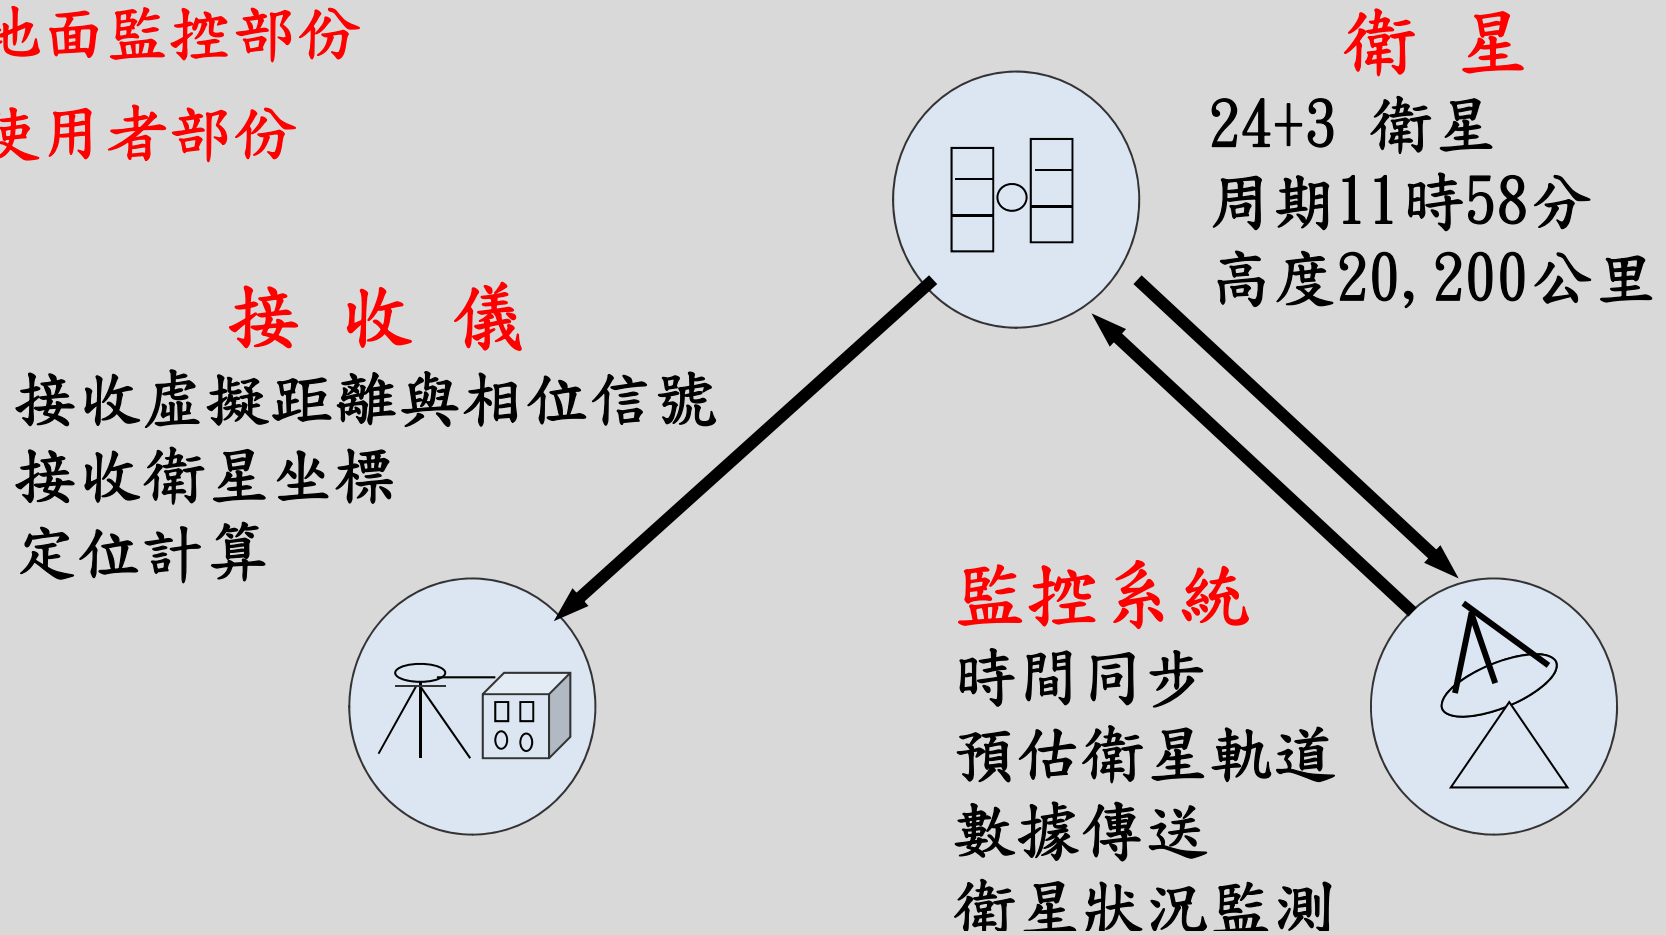 地面監控部份
使用者部份
衛 星
24+3 衛星
周期11時58分
高度20,200公里
接 收 儀
接收虛擬距離與相位信號
接收衛星坐標
定位計算
監控系統
時間同步
預估衛星軌道
數據傳送
衛星狀況監測